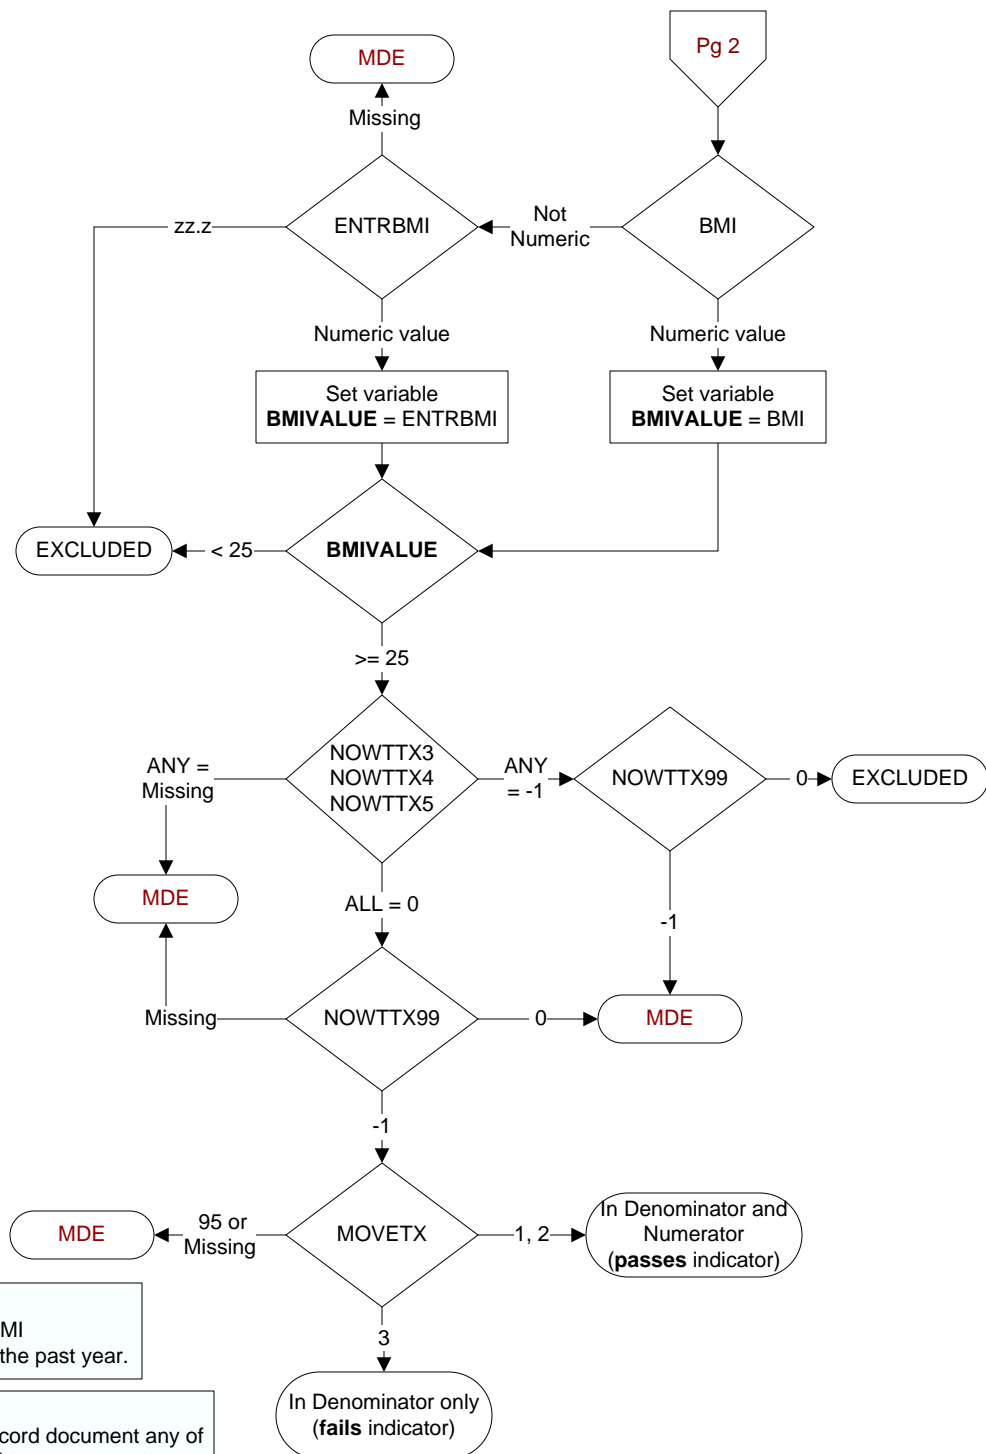 Pg 2
MDE
Missing
BMI
Not
Numeric
ENTRBMI
zz.z
Numeric value
Numeric value
Set variable
BMIVALUE = ENTRBMI
Set variable
BMIVALUE = BMI
BMIVALUE
< 25
EXCLUDED
>= 25
NOWTTX3
NOWTTX4
NOWTTX5
ANY =
Missing
ANY
= -1
NOWTTX99
0
EXCLUDED
MDE
ALL = 0
-1
NOWTTX99
Missing
0
MDE
-1
MOVETX
95 or
Missing
MDE
1, 2
In Denominator and
Numerator
(passes indicator)
3
In Denominator only
(fails indicator)
MI
the past year.
cord document any of